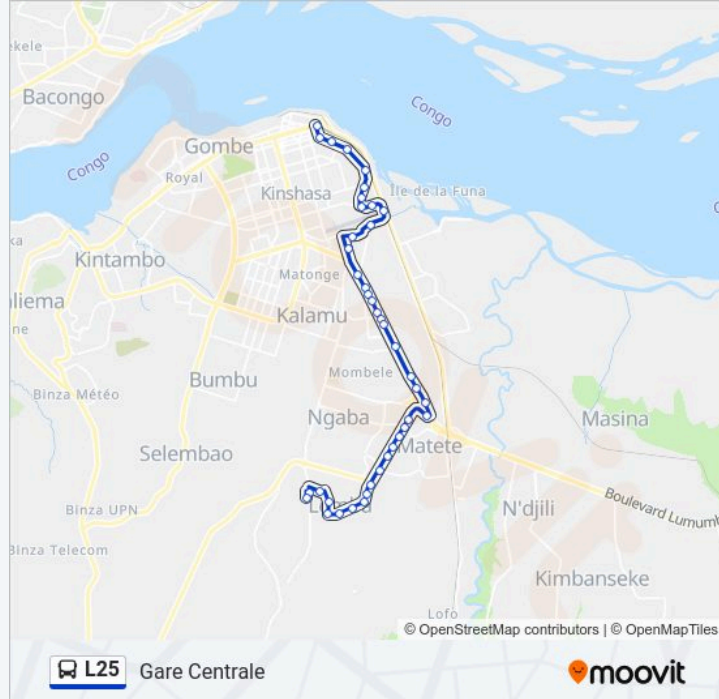 ekele
Bacongo
Congo
Gombe
Congo
Royal
Kinshasa
Île de la Funa
Kintambo
Matonge
liema
ne
Kalamu
Bumbu
Mombele
Binza Météo
Masina
Ngaba
Selembao
Matete
Binza UPN
N'djili
Boulevard Lumumb
Binza Telecom
Kimbanseke
Lofo
© OpenStreetMap contributors | © OpenMapTiles
L25 Gare Centrale
moovit